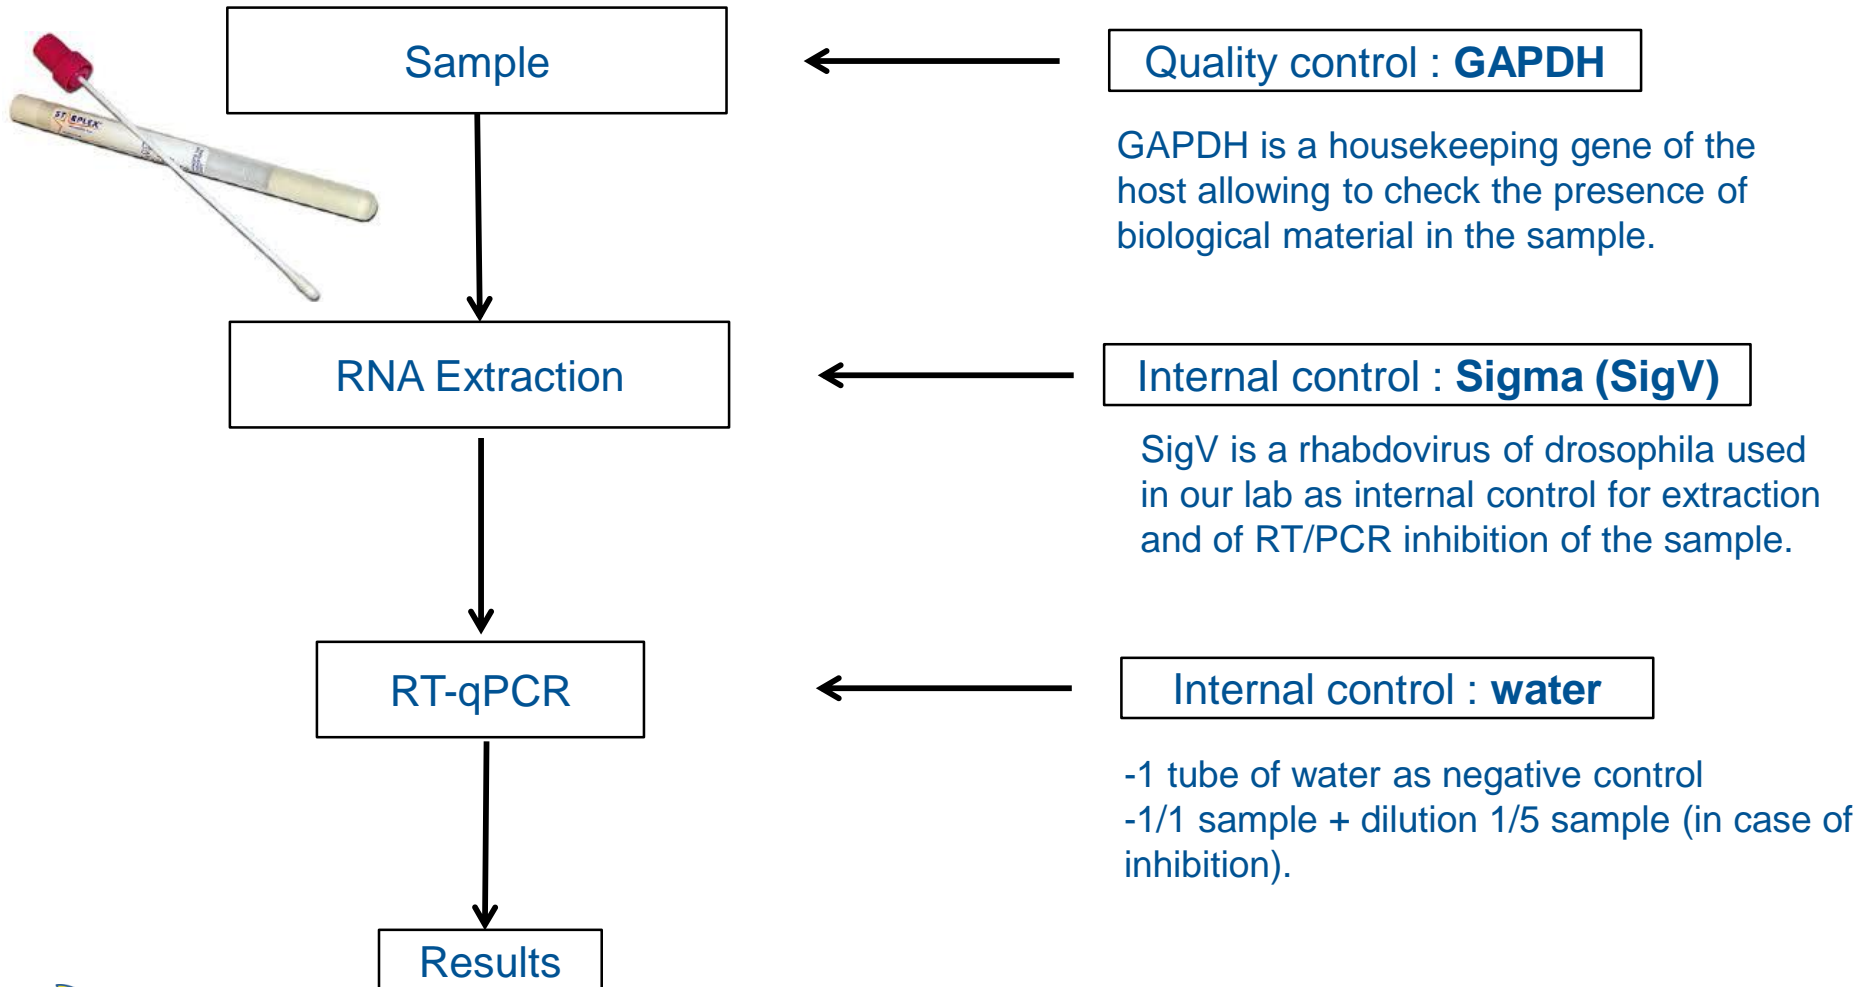 Sample
Quality control : GAPDH
GAPDH is a housekeeping gene of the
host allowing to check the presence of
biological material in the sample.
RNA Extraction
Internal control : Sigma (SigV)
SigV is a rhabdovirus of drosophila used
in our lab as internal control for extraction
and of RT/PCR inhibition of the sample.
RT-qPCR
Internal control : water
-1 tube of water as negative control
-1/1 sample + dilution 1/5 sample (in case of
inhibition).
Results